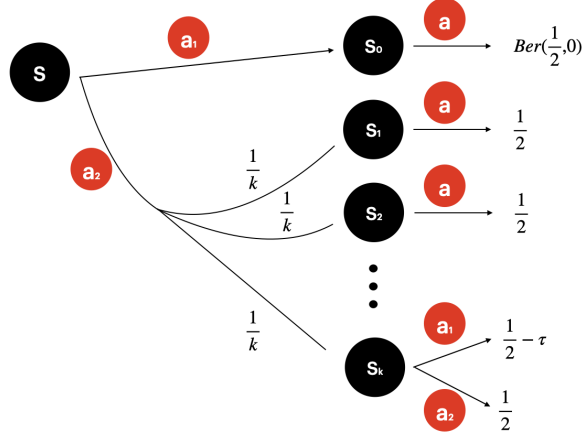 a₁
S₀
a
Ber(1/2,0)
S
a
S₁
1/2
a₂
1/k
a
S₂
1/2
1/k
a₁
1/2 − τ
1/k
Sₖ
a₂
1/2